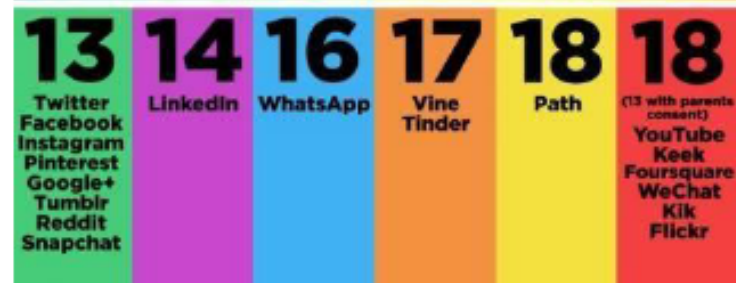 13
Twitter
Facebook
Instagram
Pinterest
Google+
Tumblr
Reddit
Snapchat
14
LinkedIn
16
WhatsApp
17
Vine
Tinder
18
Path
18
(13 with parents
consent)
YouTube
Keek
Foursquare
WeChat
Kik
Flickr